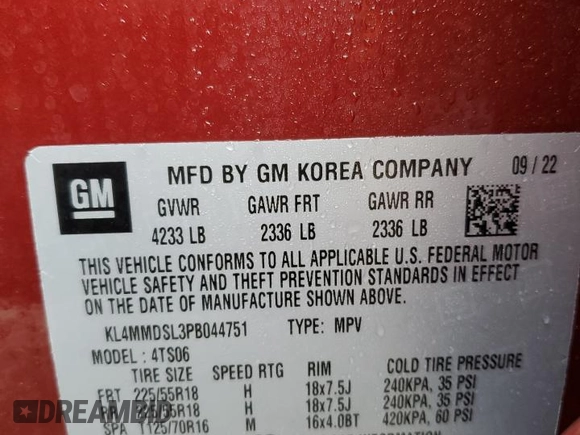 GM
MFD BY GM KOREA COMPANY 09/22
GVWR GAWR FRT GAWR RR
4233 LB 2336 LB 2336 LB
THIS VEHICLE CONFORMS TO ALL APPLICABLE U.S. FEDERAL MOTOR
VEHICLE SAFETY AND THEFT PREVENTION STANDARDS IN EFFECT
ON THE DATE OF MANUFACTURE SHOWN ABOVE.
KL4MMDSL3PB044751 TYPE: MPV
MODEL: 4TS06
TIRE SIZE SPEED RTG RIM COLD TIRE PRESSURE
FRT 225/55R18 H 18x7.5J 240KPA, 35 PSI
H 18x7.5J 240KPA, 35 PSI
SPA T125/70R16 M 16x4.0BT 420KPA, 60 PSI
DREAMBID